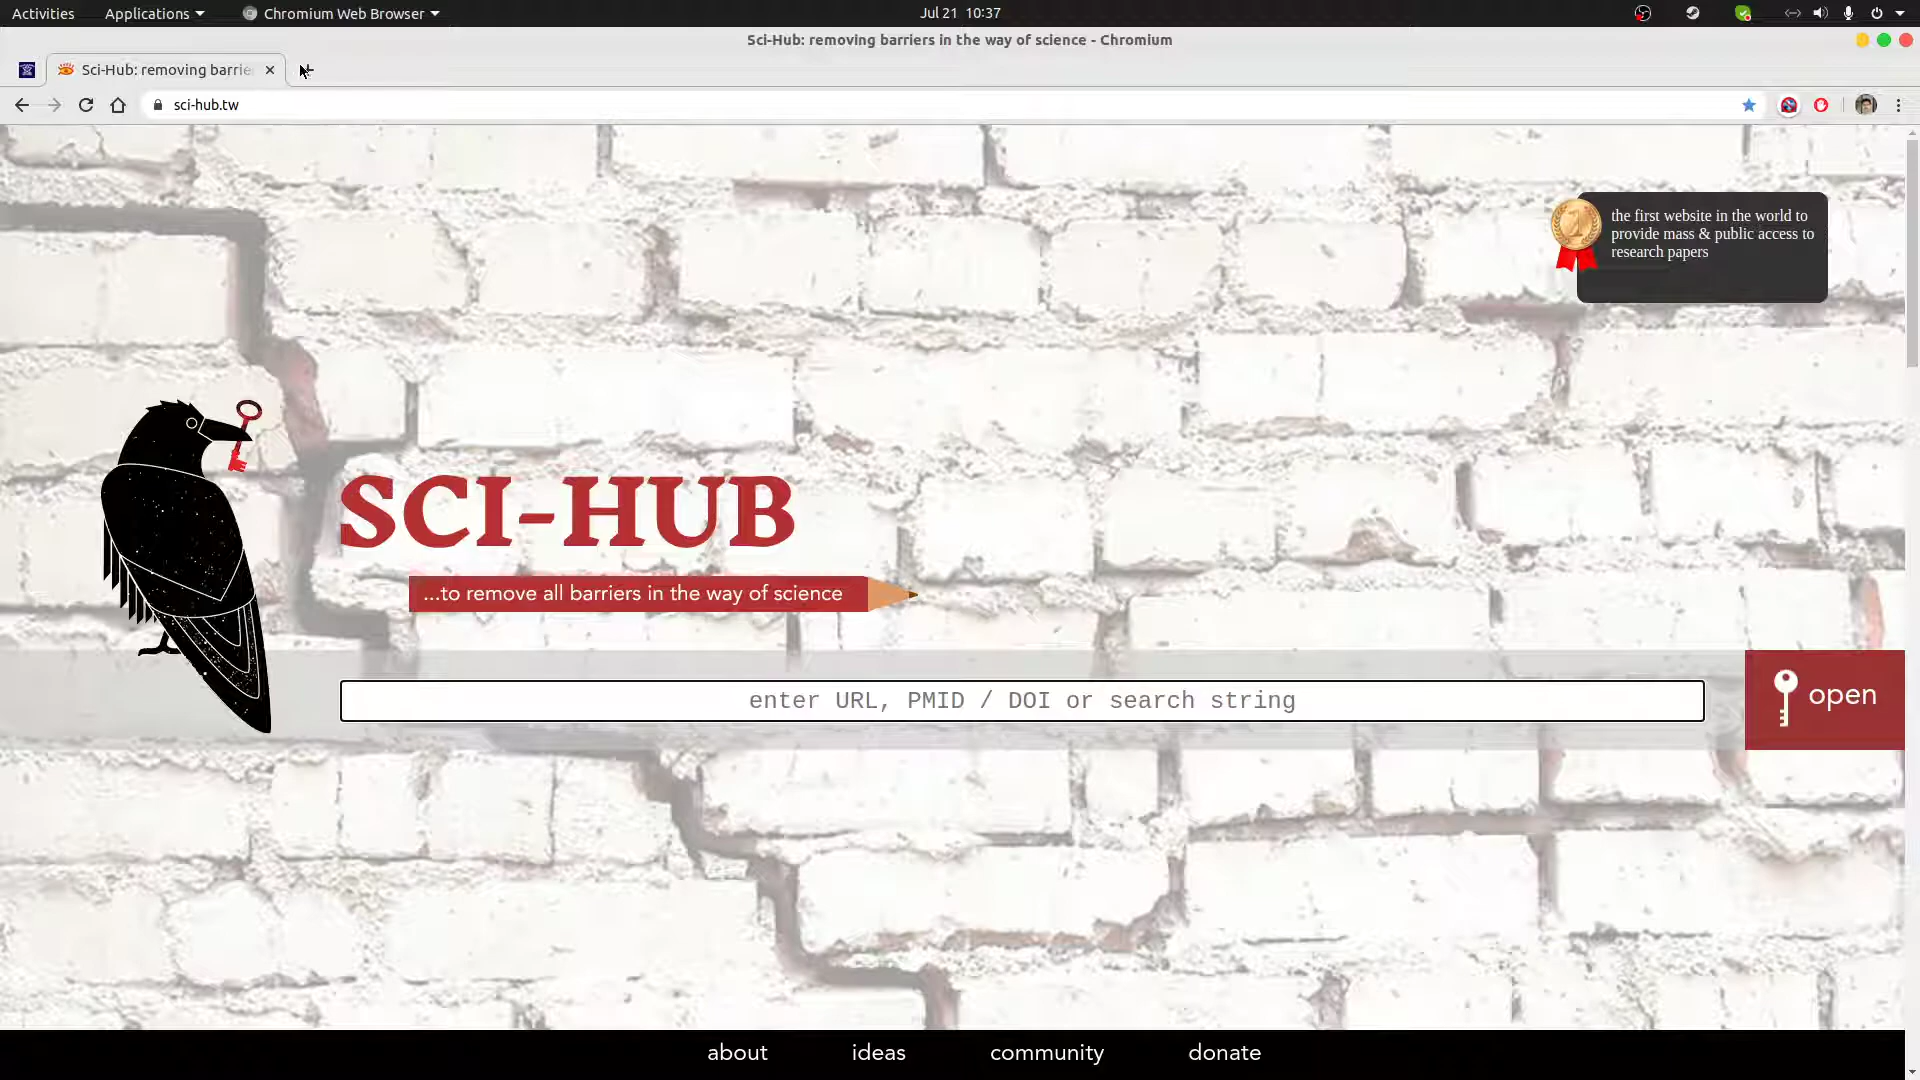 Activities Applications Chromium Web Browser Jul 21 10:37
Sci-Hub: removing barriers in the way of science - Chromium
Sci-Hub: removing barrie
sci-hub.tw
the first website in the world to
provide mass & public access to
research papers
SCI-HUB
...to remove all barriers in the way of science
enter URL, PMID / DOI or search string
open
about ideas community donate